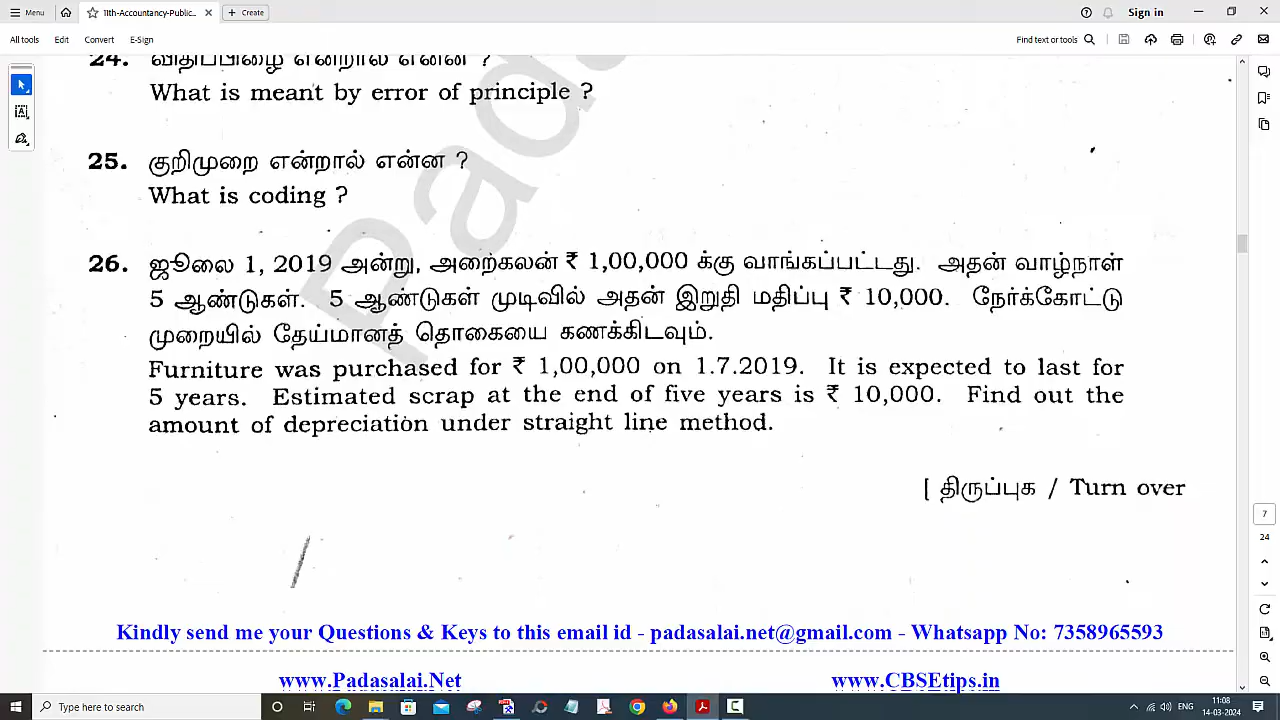 Menu
11th-Accountancy-Public...
Create
Sign in
All tools
Edit
Convert
E-Sign
Find text or tools
24. விதிப்பிழை என்றால் என்ன ?
What is meant by error of principle ?
25. குறிமுறை என்றால் என்ன ?
What is coding ?
26. ஜூலை 1, 2019 அன்று, அறைகலன் ₹ 1,00,000 க்கு வாங்கப்பட்டது. அதன் வாழ்நாள்
5 ஆண்டுகள். 5 ஆண்டுகள் முடிவில் அதன் இறுதி மதிப்பு ₹ 10,000. நேர்க்கோட்டு
முறையில் தேய்மானத் தொகையை கணக்கிடவும்.
Furniture was purchased for ₹ 1,00,000 on 1.7.2019. It is expected to last for
5 years. Estimated scrap at the end of five years is ₹ 10,000. Find out the
amount of depreciation under straight line method.
[ திருப்புக / Turn over
Pada
7
24
Kindly send me your Questions & Keys to this email id - padasalai.net@gmail.com - Whatsapp No: 7358965593
www.Padasalai.Net
www.CBSEtips.in
Type here to search
ENG
11:08
14-03-2024